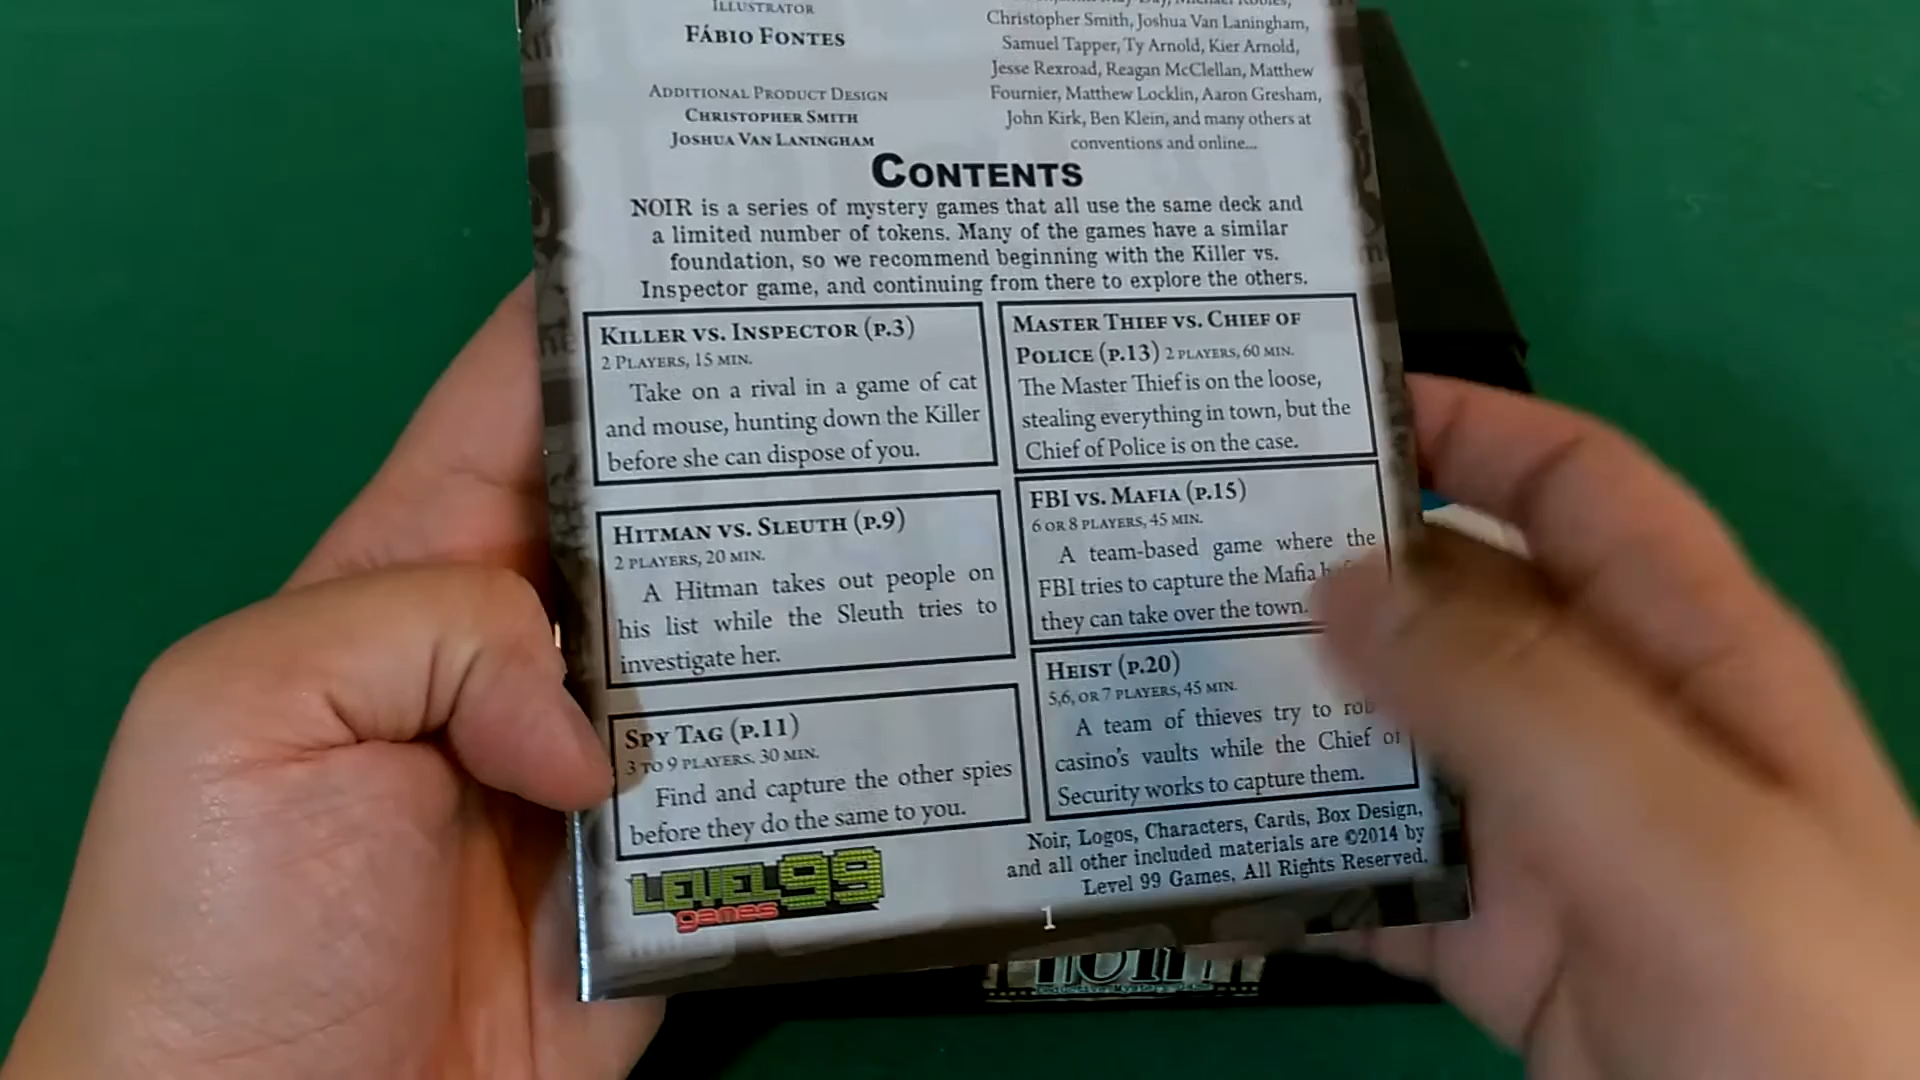 ILLUSTRATOR
FÁBIO FONTES
ADDITIONAL PRODUCT DESIGN
CHRISTOPHER SMITH
JOSHUA VAN LANINGHAM
Christopher Smith, Joshua Van Laningham,
Samuel Tapper, Ty Arnold, Kier Arnold,
Jesse Rexroad, Reagan McClellan, Matthew
Fournier, Matthew Locklin, Aaron Gresham,
John Kirk, Ben Klein, and many others at
conventions and online...
CONTENTS
NOIR is a series of mystery games that all use the same deck and
a limited number of tokens. Many of the games have a similar
foundation, so we recommend beginning with the Killer vs.
Inspector game, and continuing from there to explore the others.
KILLER VS. INSPECTOR (P.3)
2 PLAYERS, 15 MIN.
Take on a rival in a game of cat
and mouse, hunting down the Killer
before she can dispose of you.
HITMAN VS. SLEUTH (P.9)
2 PLAYERS, 20 MIN.
A Hitman takes out people on
his list while the Sleuth tries to
investigate her.
SPY TAG (P.11)
3 TO 9 PLAYERS. 30 MIN.
Find and capture the other spies
before they do the same to you.
MASTER THIEF VS. CHIEF OF
POLICE (P.13) 2 PLAYERS, 60 MIN.
The Master Thief is on the loose,
stealing everything in town, but the
Chief of Police is on the case.
FBI VS. MAFIA (P.15)
6 OR 8 PLAYERS, 45 MIN.
A team-based game where the
FBI tries to capture the Mafia
they can take over the town.
HEIST (P.20)
5,6, OR 7 PLAYERS, 45 MIN.
A team of thieves try to
casino's vaults while the Chief of
Security works to capture them.
Noir, Logos, Characters, Cards, Box Design,
and all other included materials are ©2014 by
Level 99 Games, All Rights Reserved.
LEVEL 99
games
1